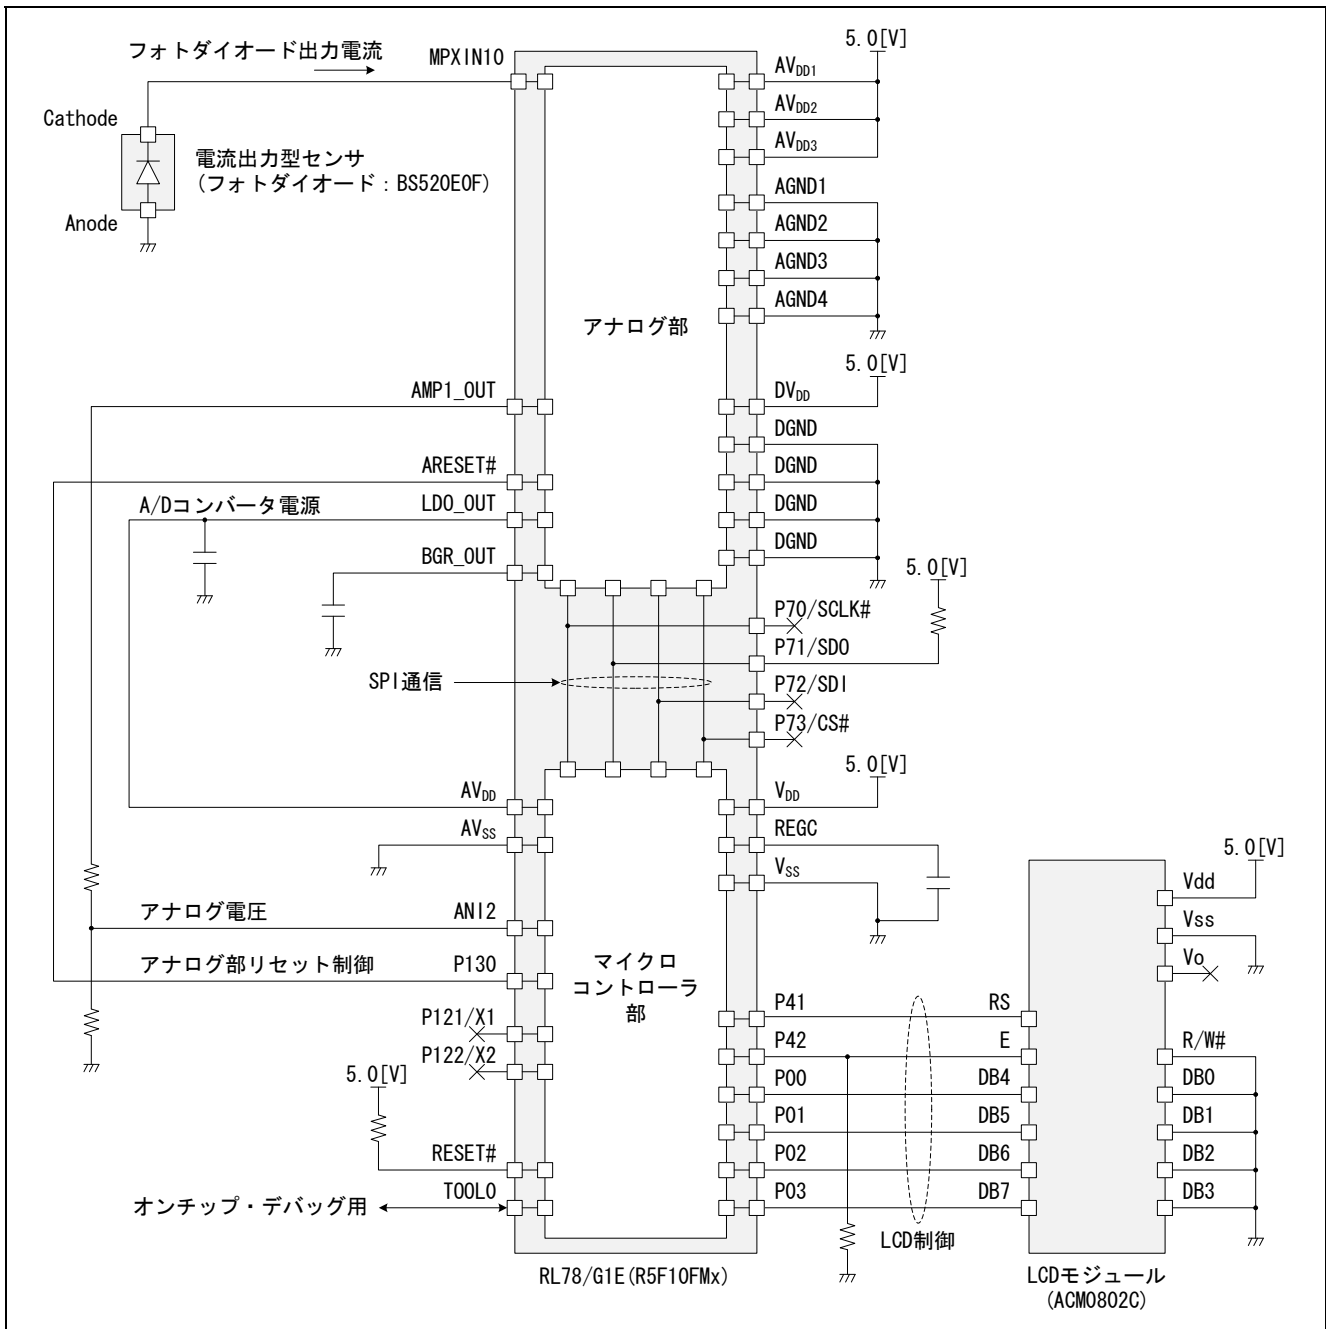 フォトダイオード出力電流
MPXIN10
5.0[V]
AVDD1
AVDD2
AVDD3
Cathode
電流出力型センサ
(フォトダイオード：BS520E0F)
Anode
AGND1
AGND2
AGND3
AGND4
アナログ部
5.0[V]
AMP1_OUT
DVDD
DGND
ARESET#
DGND
A/Dコンバータ電源
LDO_OUT
DGND
BGR_OUT
DGND
5.0[V]
P70/SCLK#
P71/SDO
SPI通信
P72/SDI
P73/CS#
5.0[V]
AVDD
VDD
AVSS
REGC
VSS
5.0[V]
Vdd
アナログ電圧
ANI2
Vss
アナログ部リセット制御
P130
マイクロ
コントローラ
部
Vo
P121/X1
P41
RS
P122/X2
P42
E
R/W#
5.0[V]
P00
DB4
DB0
P01
DB5
DB1
RESET#
P02
DB6
DB2
オンチップ・デバッグ用
TOOL0
P03
DB7
DB3
LCD制御
RL78/G1E(R5F10FMx)
LCDモジュール
(ACM0802C)